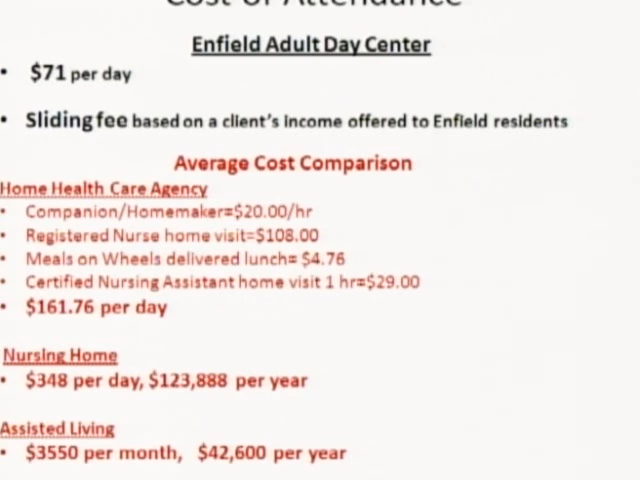 Cost of Attendance
Enfield Adult Day Center
• $71 per day
• Sliding fee based on a client's income offered to Enfield residents
Average Cost Comparison
Home Health Care Agency
• Companion/Homemaker=$20.00/hr
• Registered Nurse home visit=$108.00
• Meals on Wheels delivered lunch= $4.76
• Certified Nursing Assistant home visit 1 hr=$29.00
• $161.76 per day
Nursing Home
• $348 per day, $123,888 per year
Assisted Living
• $3550 per month, $42,600 per year